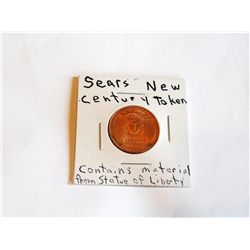 Sears New
Century Token
Contains material
from Statue of Liberty